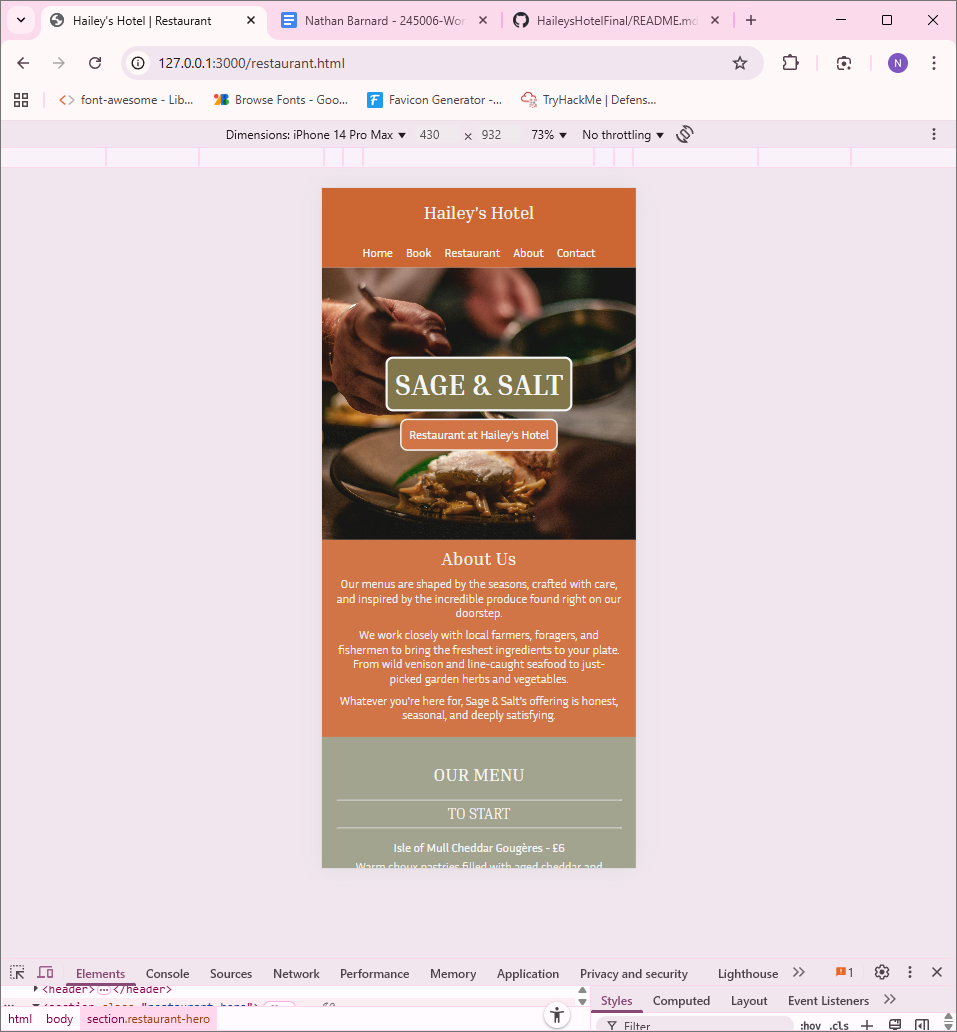 Hailey's Hotel | Restaurant
Nathan Barnard - 245006-Wor
HaileysHotelFinal/README.md
127.0.0.1:3000/restaurant.html
N
font-awesome - Lib...
Browse Fonts - Goo...
Favicon Generator -...
TryHackMe | Defens...
Dimensions: iPhone 14 Pro Max ▼ 430 × 932 73% ▼ No throttling ▼
Hailey's Hotel
Home Book Restaurant About Contact
SAGE & SALT
Restaurant at Hailey's Hotel
About Us
Our menus are shaped by the seasons, crafted with care,
and inspired by the incredible produce found right on our
doorstep.
We work closely with local farmers, foragers, and
fishermen to bring the freshest ingredients to your plate.
From wild venison and line-caught seafood to just-
picked garden herbs and vegetables.
Whatever you're here for, Sage & Salt's offering is honest,
seasonal, and deeply satisfying.
OUR MENU
TO START
Isle of Mull Cheddar Gougères - £6
Warm choux pastries filled with aged cheddar and
Elements Console Sources Network Performance Memory Application Privacy and security Lighthouse 1
<header> … </header>
<section class="restaurant-hero"> … == $0
Styles Computed Layout Event Listeners
html body section.restaurant-hero
Filter :hov .cls